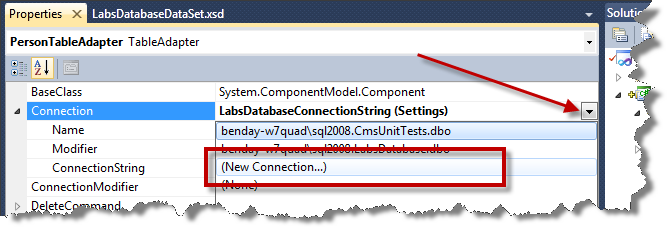 Properties LabsDatabaseDataSet.xsd Solutio
PersonTableAdapter TableAdapter
BaseClass System.ComponentModel.Component
Connection LabsDatabaseConnectionString (Settings)
Name benday-w7quad\sql2008.CmsUnitTests.dbo
Modifier benday-w7quad\sql2008.LabsDatabase.dbo
ConnectionString (New Connection...)
ConnectionModifier (None)
DeleteCommand